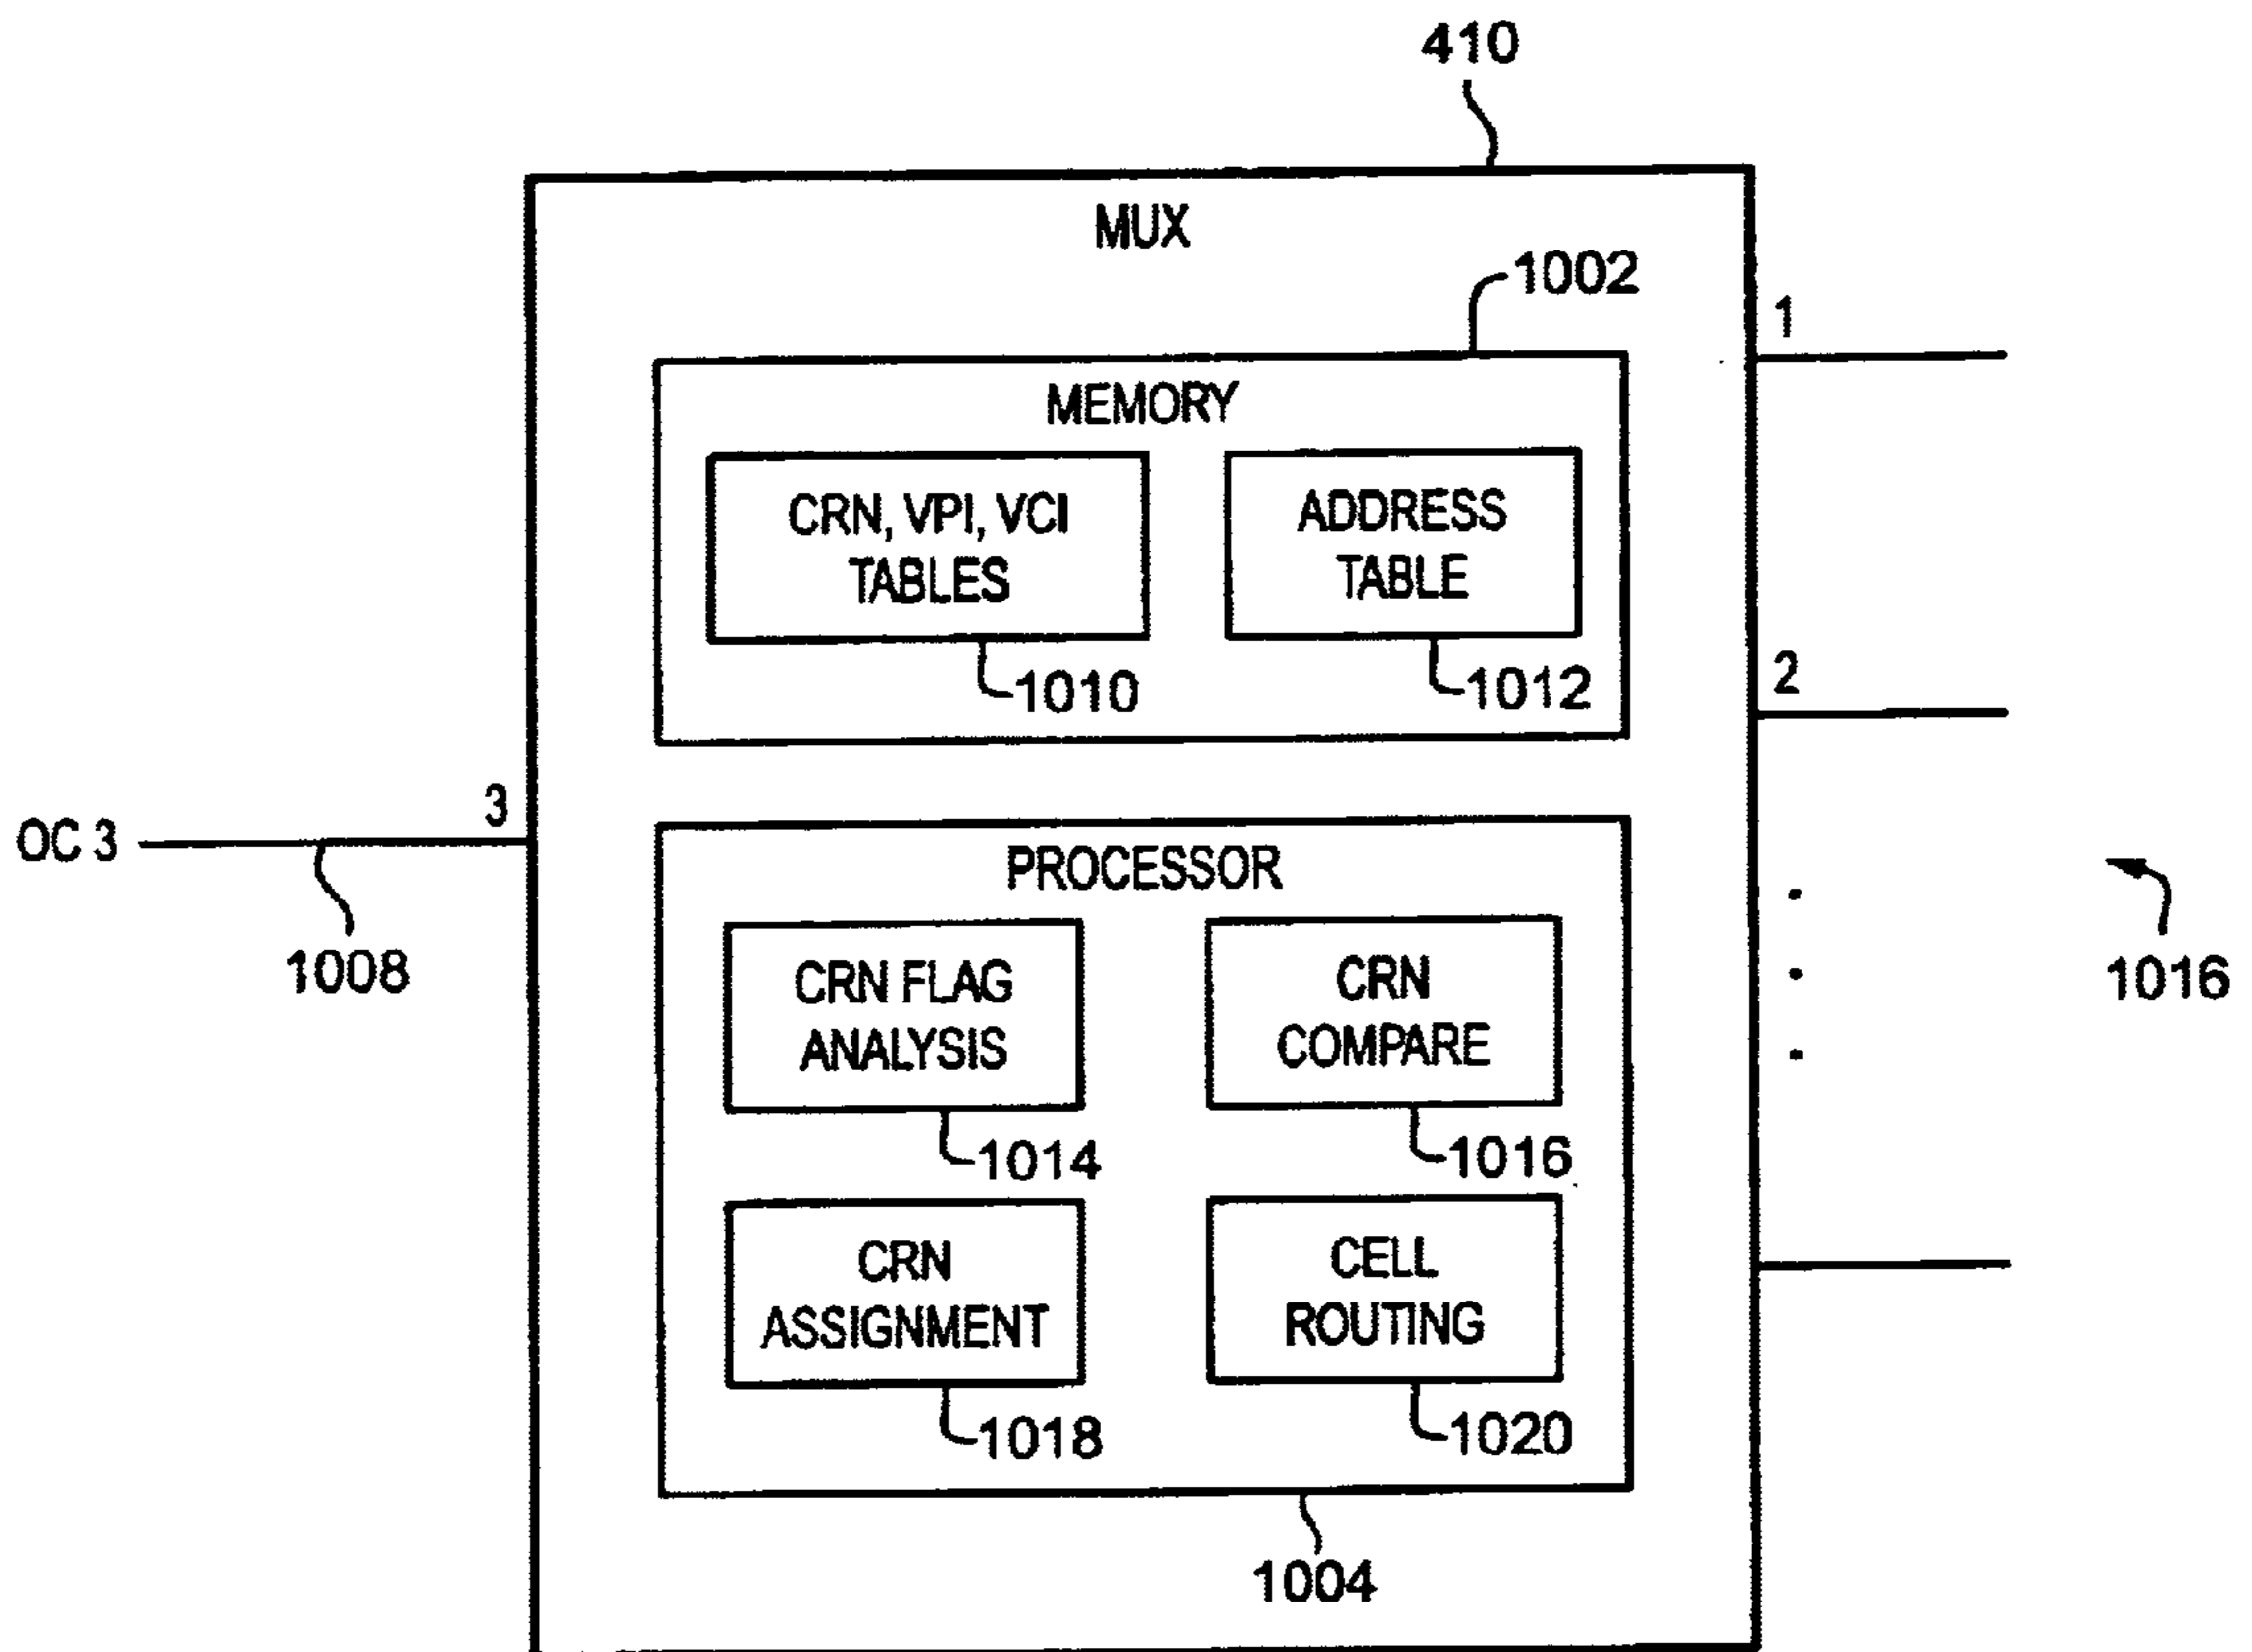 410
MUX
1002
1
MEMORY
CRN, VPI, VCI
TABLES
ADDRESS
TABLE
1010
1012
2
OC 3
3
1008
PROCESSOR
CRN FLAG
ANALYSIS
CRN
COMPARE
1016
1014
1016
CRN
ASSIGNMENT
CELL
ROUTING
1018
1020
1004